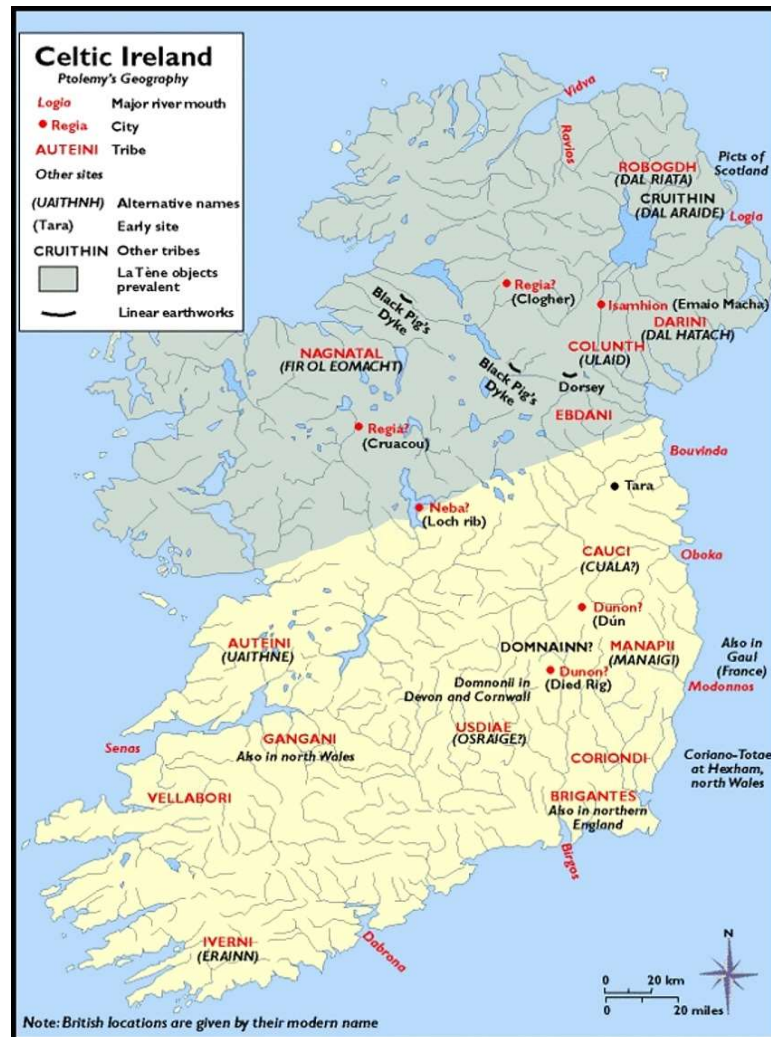 Celtic Ireland
Ptolemy's Geography
Logia Major river mouth
Regia City
AUTEINI Tribe
Other sites
(UAITHNH) Alternative names
(Tara) Early site
CRUITHIN Other tribes
La Tène objects
prevalent
Linear earthworks
Vidva
Ravios
ROBOGDH
(DAL RIATA)
Picts of
Scotland
CRUITHIN
(DAL ARAIDE)
Logia
Regia?
(Clogher)
Isamhion (Emaio Macha)
Black Pig's
Dyke
DARINI
(DAL HATACH)
COLUNTH
(ULAID)
NAGNATAL
(FIR OL EOMACHT)
Black Pig's
Dyke
Dorsey
EBDANI
Regia?
(Cruacou)
Bouvinda
Tara
Neba?
(Loch rib)
CAUCI
(CUALA?)
Oboka
Dunon?
(Dún
AUTEINI
(UAITHNE)
DOMNAINN?
MANAPII
(MANAIGI)
Also in
Gaul
(France)
Dunon?
(Died Rig)
Modonnos
Domnonii in
Devon and Cornwall
USDIAE
(OSRAIGE?)
Senas
GANGANI
Also in north Wales
CORIONDI
Coriano-Totae
at Hexham,
north Wales
VELLABORI
BRIGANTES
Also in northern
England
Birgos
Dabrona
IVERNI
(ERAINN)
N
0 20 km
0 20 miles
Note: British locations are given by their modern name